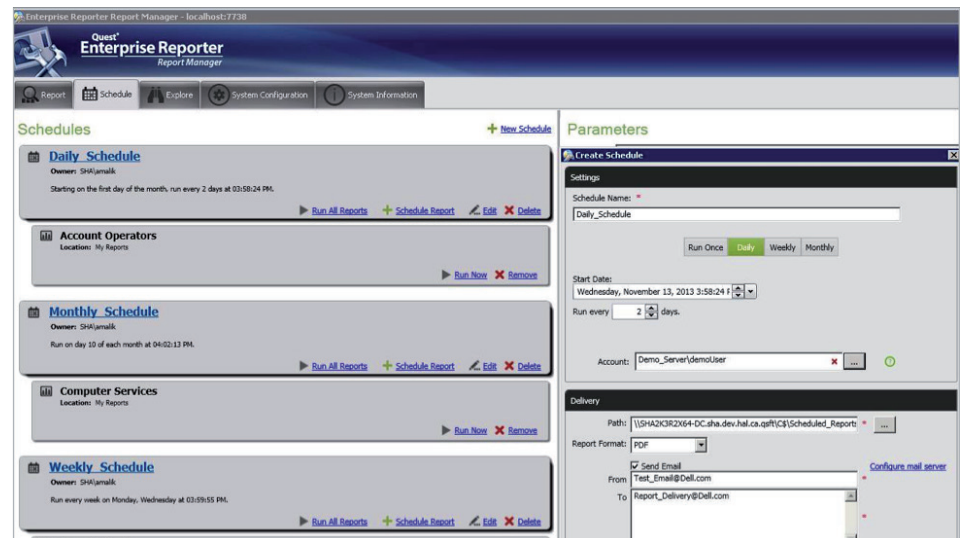 Enterprise Reporter Report Manager - localhost:7738
Quest®
Enterprise Reporter
Report Manager
Report
Schedule
Explore
System Configuration
System Information
Schedules
New Schedule
Daily_Schedule
Owner: SHA\amalik
Starting on the first day of the month, run every 2 days at 03:58:24 PM.
Run All Reports Schedule Report Edit Delete
Account Operators
Location: My Reports
Run Now Remove
Monthly_Schedule
Owner: SHA\amalik
Run on day 10 of each month at 04:02:13 PM.
Run All Reports Schedule Report Edit Delete
Computer Services
Location: My Reports
Run Now Remove
Weekly_Schedule
Owner: SHA\amalik
Run every week on Monday, Wednesday at 03:59:55 PM.
Run All Reports Schedule Report Edit Delete
Parameters
Create Schedule
Settings
Schedule Name: *
Daily_Schedule
Run Once Daily Weekly Monthly
Start Date:
Wednesday, November 13, 2013 3:58:24 P
Run every 2 days.
Account: Demo_Server\demoUser ...
Delivery
Path: \\SHA2K3R2X64-DC.sha.dev.hal.ca.qsft\C$\Scheduled_Reports * ...
Report Format: PDF
Send Email Configure mail server
From Test_Email@Dell.com *
To Report_Delivery@Dell.com *